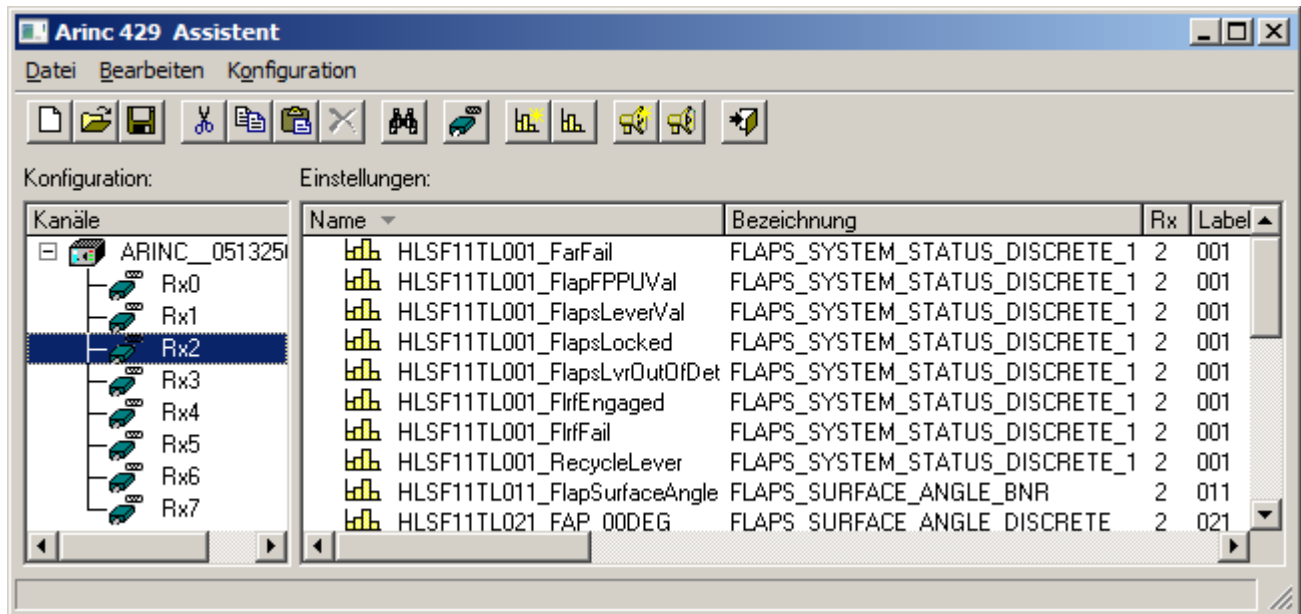 Arinc 429 Assistent
Datei Bearbeiten Konfiguration
Konfiguration: Einstellungen:
Kanäle Name Bezeichnung Rx Label
ARINC__0513250 HLSF11TL001_FarFail FLAPS_SYSTEM_STATUS_DISCRETE_1 2 001
Rx0 HLSF11TL001_FlapFPPUVal FLAPS_SYSTEM_STATUS_DISCRETE_1 2 001
Rx1 HLSF11TL001_FlapsLeverVal FLAPS_SYSTEM_STATUS_DISCRETE_1 2 001
Rx2 HLSF11TL001_FlapsLocked FLAPS_SYSTEM_STATUS_DISCRETE_1 2 001
Rx3 HLSF11TL001_FlapsLvrOutOfDet FLAPS_SYSTEM_STATUS_DISCRETE_1 2 001
Rx4 HLSF11TL001_FlrfEngaged FLAPS_SYSTEM_STATUS_DISCRETE_1 2 001
Rx5 HLSF11TL001_FlrfFail FLAPS_SYSTEM_STATUS_DISCRETE_1 2 001
Rx6 HLSF11TL001_RecycleLever FLAPS_SYSTEM_STATUS_DISCRETE_1 2 001
Rx7 HLSF11TL011_FlapSurfaceAngle FLAPS_SURFACE_ANGLE_BNR 2 011
HLSF11TL021_FAP_00DEG FLAPS_SURFACE_ANGLE_DISCRETE 2 021